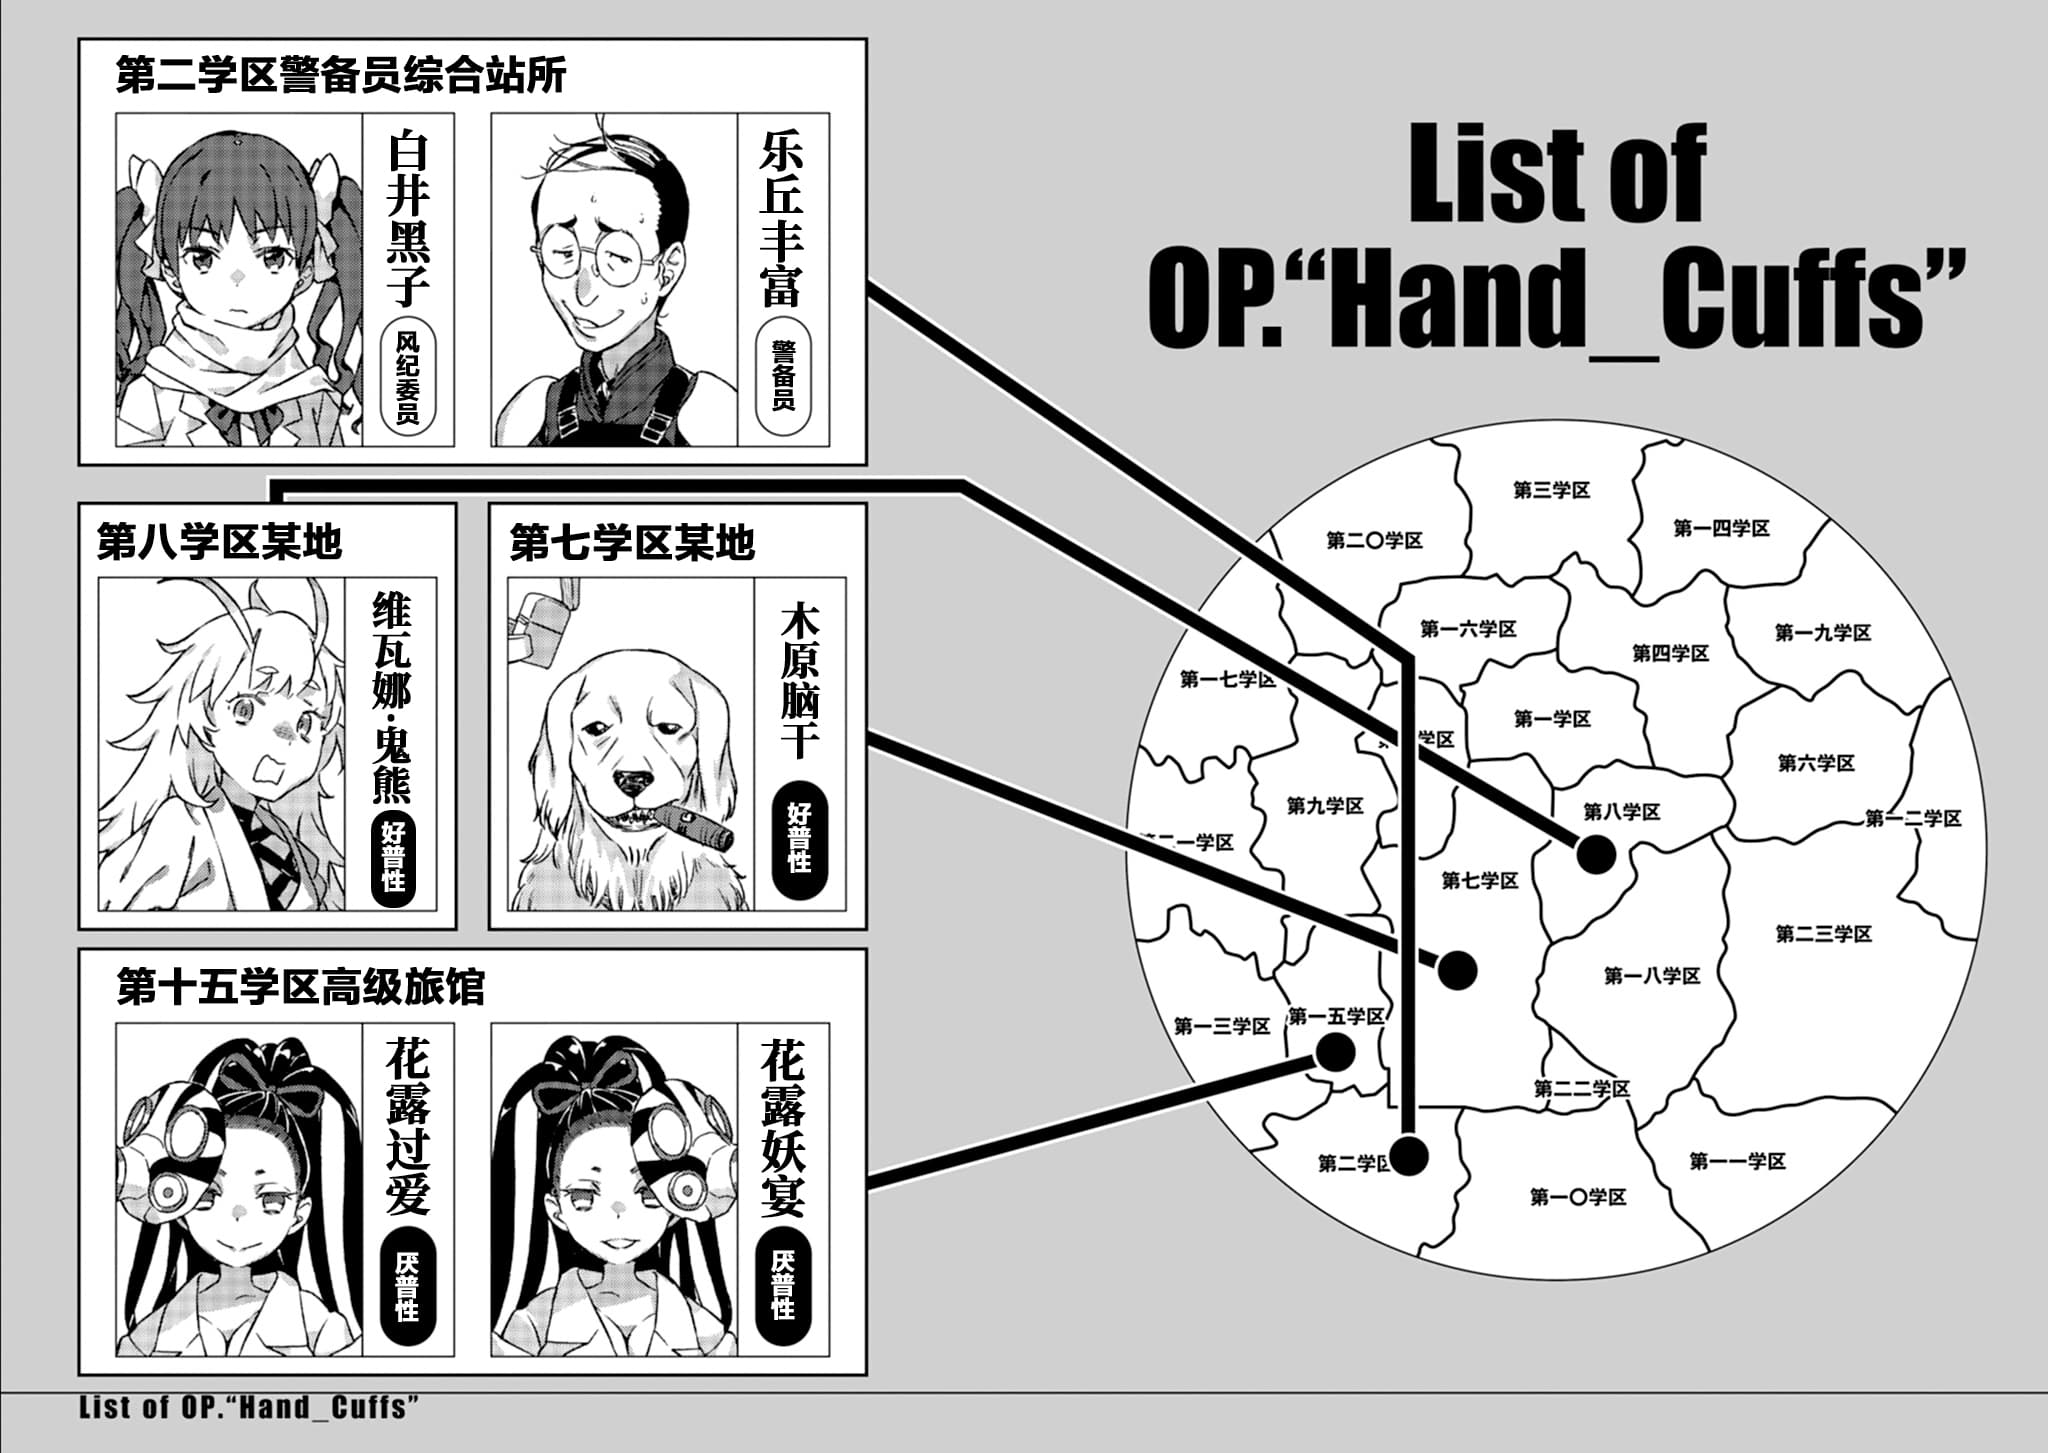 List of
OP.“Hand_Cuffs”
第二学区警备员综合站所
白井黑子
风纪委员
乐丘丰富
警备员
第八学区某地
维瓦娜·鬼熊
好普性
第七学区某地
木原脑干
好普性
第十五学区高级旅馆
花露过爱
厌普性
花露妖宴
厌普性
第三学区
第一四学区
第二〇学区
第一六学区
第一九学区
第四学区
第一七学区
第一学区
学区
第六学区
第九学区
第八学区
第一二学区
一学区
第七学区
第二三学区
第一八学区
第一五学区
第一三学区
第二二学区
第二学区
第一一学区
第一〇学区
List of OP.“Hand_Cuffs”